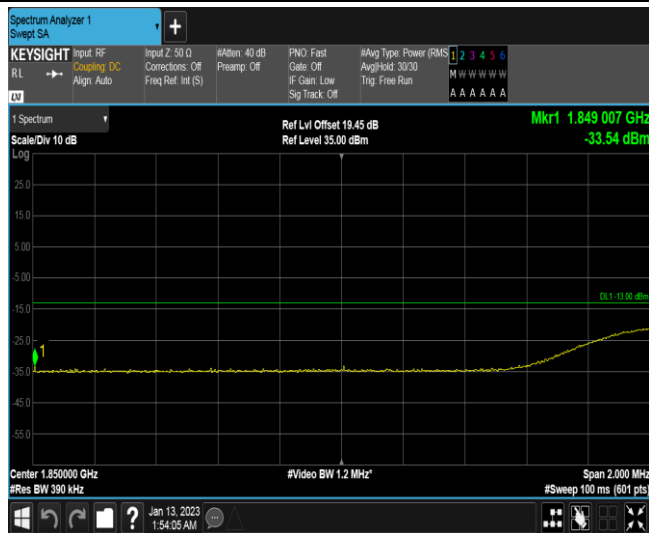 Spectrum Analyzer 1
Swept SA
+
KEYSIGHT
RL
Input: RF
Coupling: DC
Align: Auto
Input Z: 50 Ω
Corrections: Off
Freq Ref: Int (S)
#Atten: 40 dB
Preamp: Off
PNO: Fast
Gate: Off
IF Gain: Low
Sig Track: Off
#Avg Type: Power (RMS
Avg|Hold: 30/30
Trig: Free Run
1 2 3 4 5 6
M W W W W W
A A A A A A
1 Spectrum
Scale/Div 10 dB
Ref Lvl Offset 19.45 dB
Ref Level 35.00 dBm
Mkr1 1.849 007 GHz
-33.54 dBm
Log
25.0
15.0
5.00
-5.00
DL1 -13.00 dBm
-15.0
-25.0
1
-35.0
-45.0
-55.0
Center 1.850000 GHz
#Res BW 390 kHz
#Video BW 1.2 MHz*
Span 2.000 MHz
#Sweep 100 ms (601 pts)
?
Jan 13, 2023
1:54:05 AM